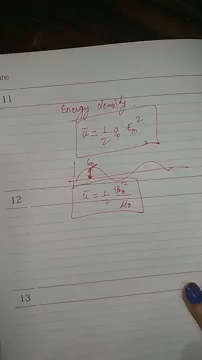 11
Energy density.
ū = 1/2 ε₀ E₀²
E₀
12
ū = 1/2 B₀²/μ₀
13